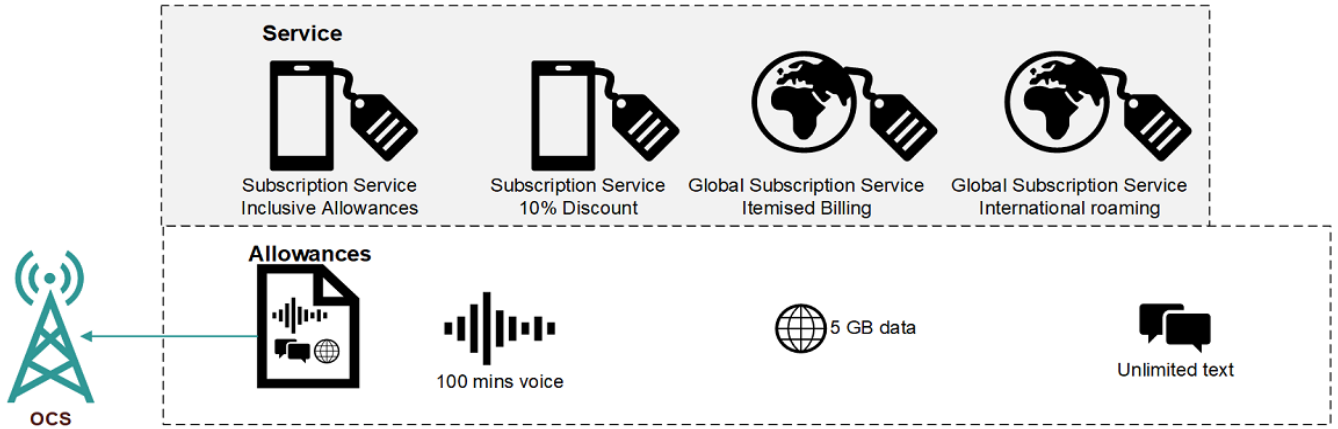 Service
Subscription Service
Inclusive Allowances
Subscription Service
10% Discount
Global Subscription Service
Itemised Billing
Global Subscription Service
International roaming
Allowances
100 mins voice
5 GB data
Unlimited text
OCS